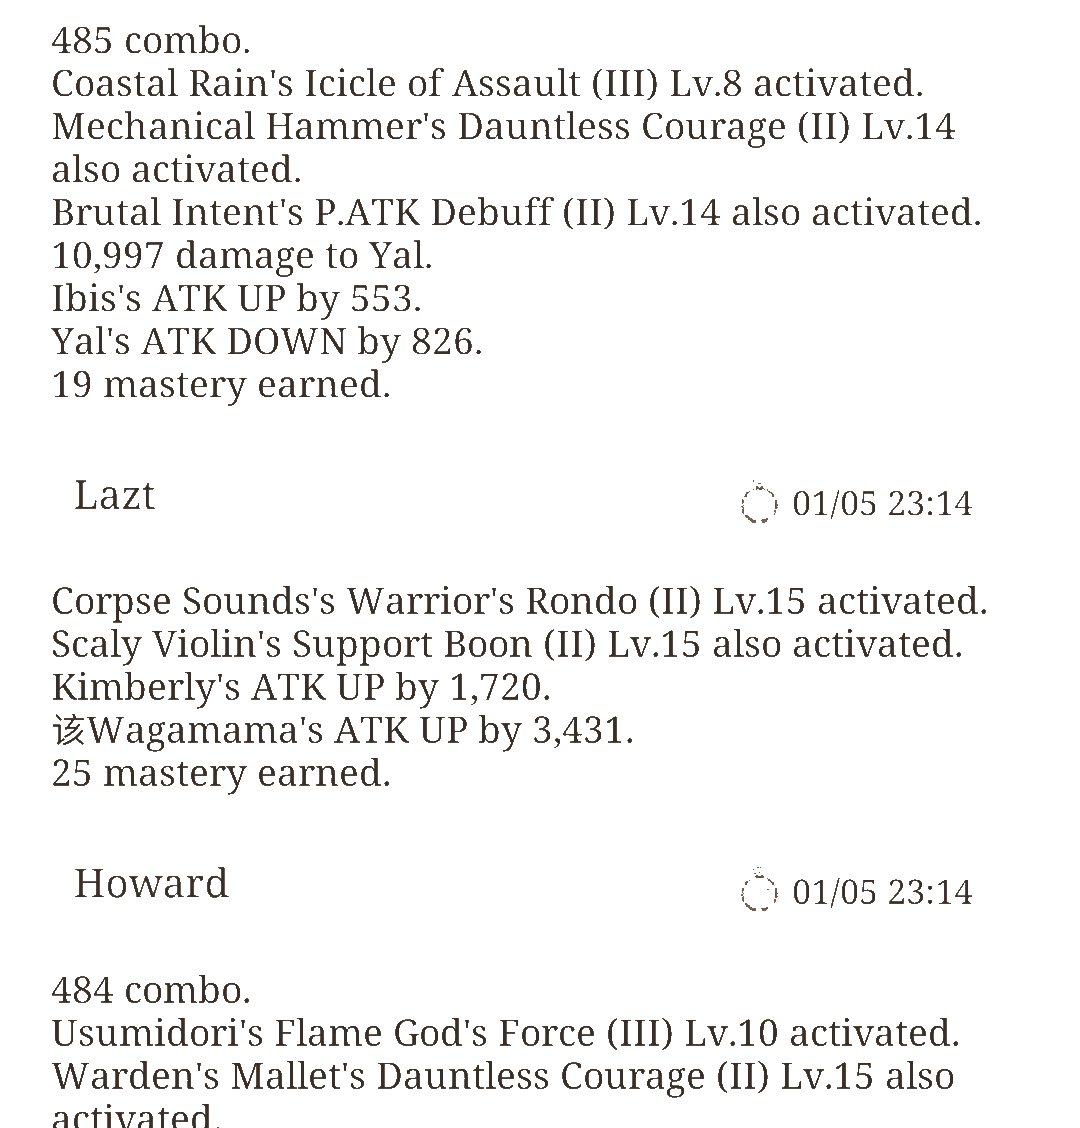 485 combo.
Coastal Rain's Icicle of Assault (III) Lv.8 activated.
Mechanical Hammer's Dauntless Courage (II) Lv.14
also activated.
Brutal Intent's P.ATK Debuff (II) Lv.14 also activated.
10,997 damage to Yal.
Ibis's ATK UP by 553.
Yal's ATK DOWN by 826.
19 mastery earned.
Lazt 01/05 23:14
Corpse Sounds's Warrior's Rondo (II) Lv.15 activated.
Scaly Violin's Support Boon (II) Lv.15 also activated.
Kimberly's ATK UP by 1,720.
该Wagamama's ATK UP by 3,431.
25 mastery earned.
Howard 01/05 23:14
484 combo.
Usumidori's Flame God's Force (III) Lv.10 activated.
Warden's Mallet's Dauntless Courage (II) Lv.15 also
activated.